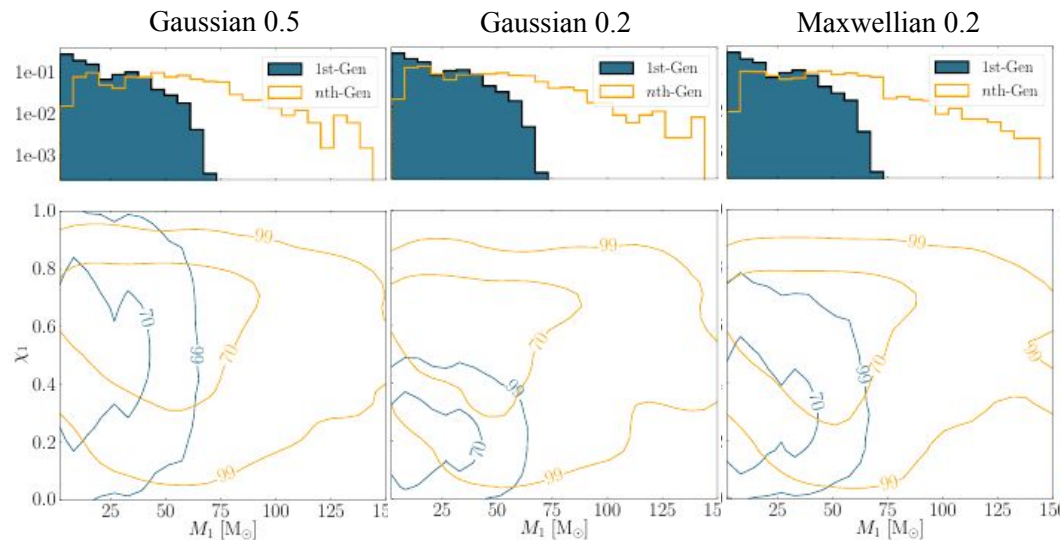 Gaussian 0.5
Gaussian 0.2
Maxwellian 0.2
1e-01
1e-02
1e-03
1st-Gen
nth-Gen
1st-Gen
nth-Gen
1st-Gen
nth-Gen
1.0
0.8
0.6
0.4
0.2
0.0
χ₁
99
70
99
70
99
99
70
99
70
99
99
70
99
70
99
99
25 50 75 100 125 150
25 50 75 100 125 150
25 50 75 100 125 15
M₁ [M⊙]
M₁ [M⊙]
M₁ [M⊙]